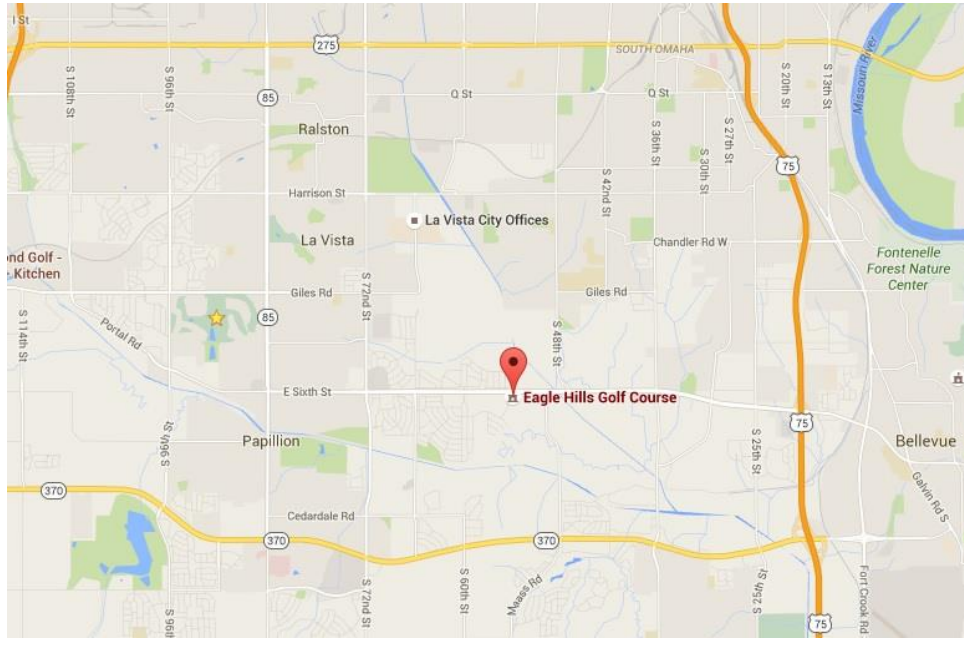 I St
275
SOUTH OMAHA
S 108th St
S 96th St
S 20th St
S 13th St
Missouri River
85
Q St
Q St
Ralston
S 36th St
S 27th St
S 30th St
75
S 42nd St
Harrison St
La Vista City Offices
La Vista
Chandler Rd W
ond Golf -
Kitchen
Fontenelle
Forest Nature
Center
S 72nd St
Giles Rd
Giles Rd
85
S 114th St
Portal Rd
S 48th St
E Sixth St
Eagle Hills Golf Course
75
S 96th St
Papillion
S 25th St
Bellevue
370
Galvin Rd S
Cedardale Rd
370
370
S 72nd St
S 60th St
Maass Rd
S 25th St
Fort Crook Rd
S 96t
75